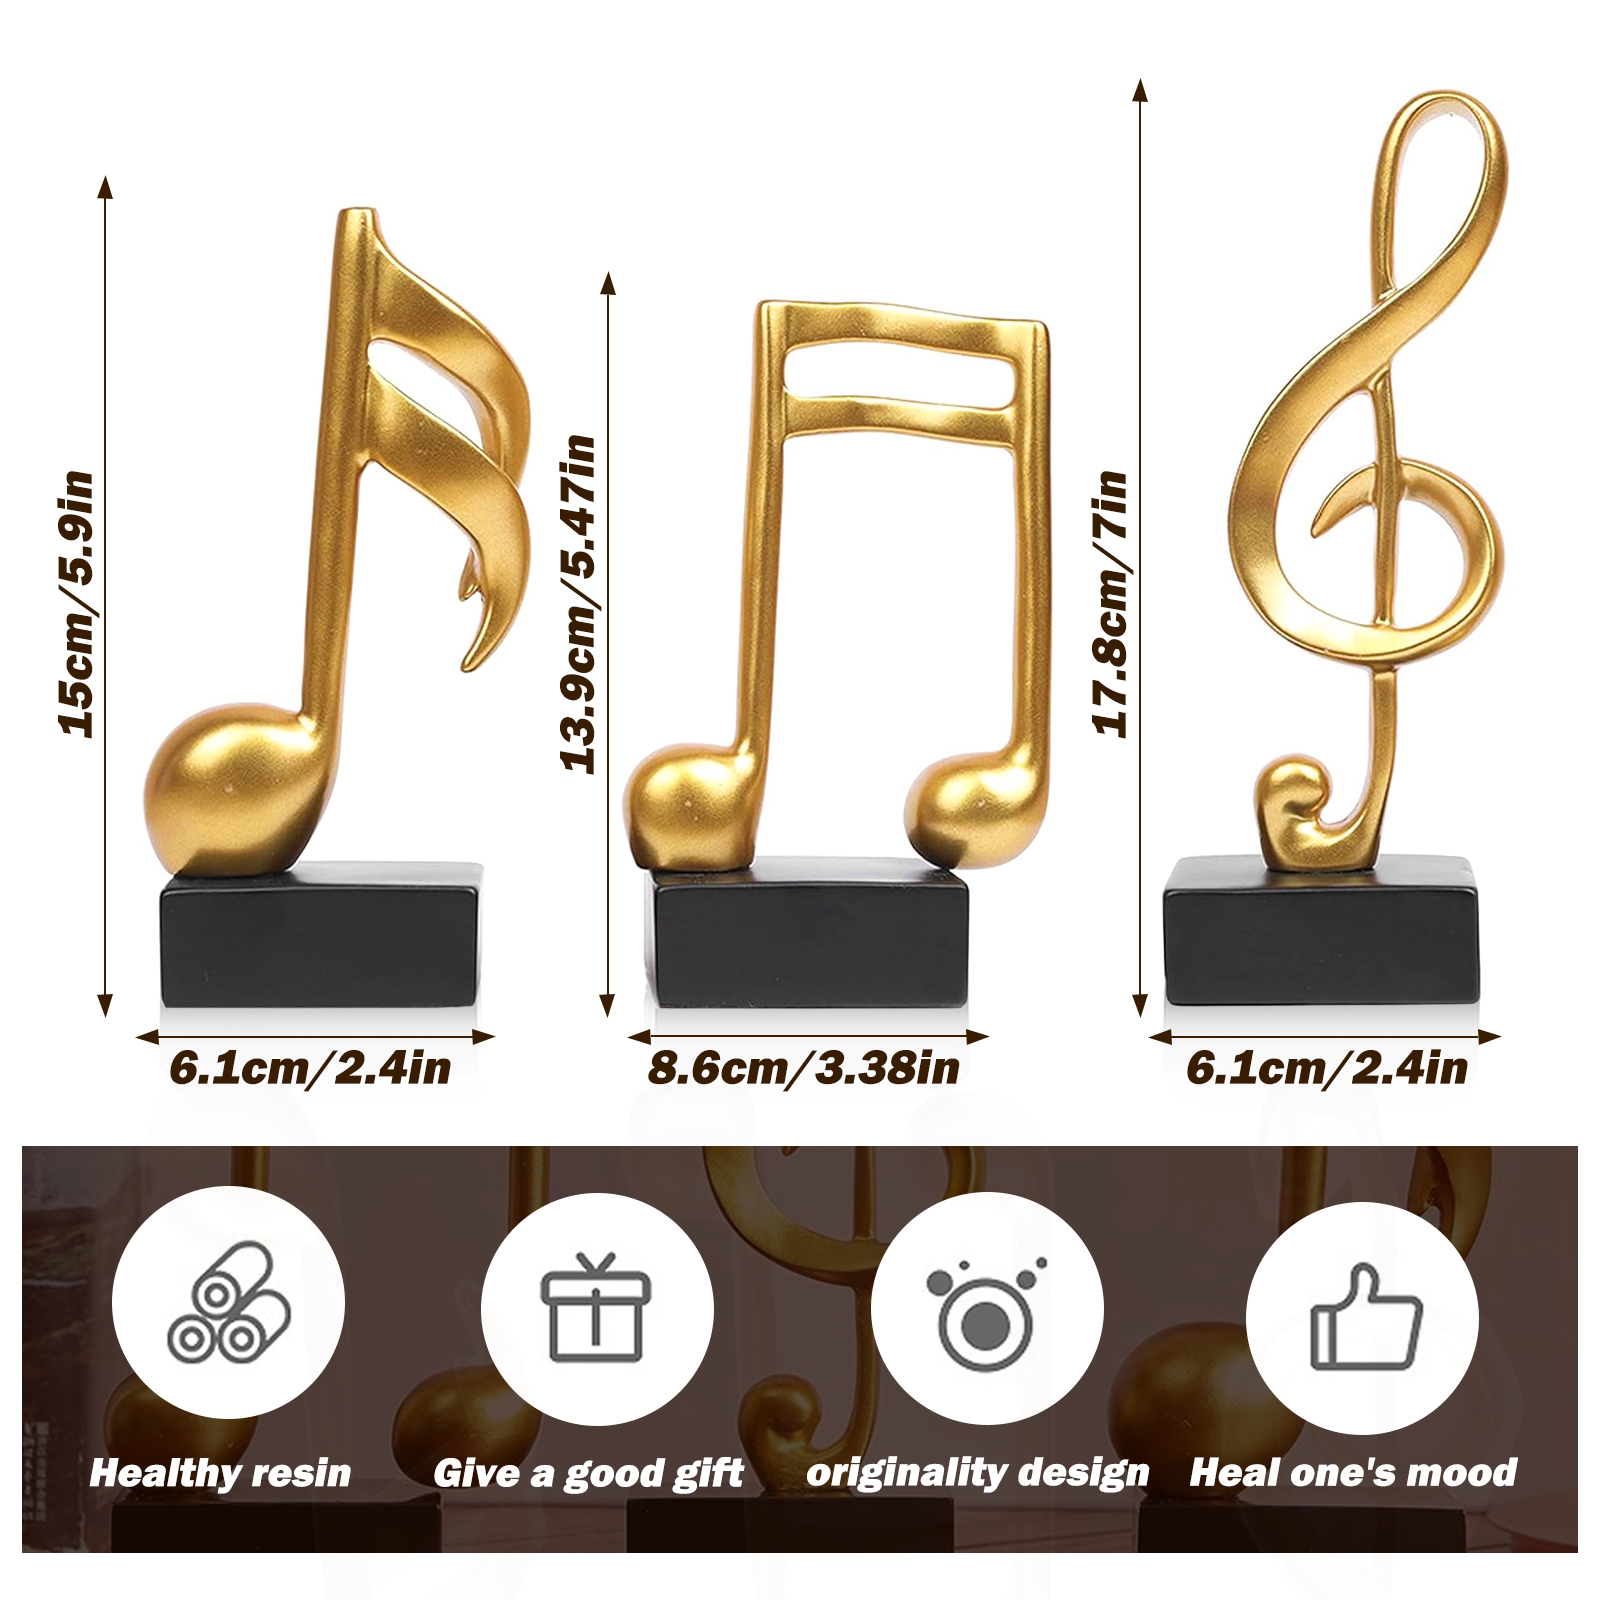 15cm/5.9in
13.9cm/5.47in
17.8cm/7in
6.1cm/2.4in
8.6cm/3.38in
6.1cm/2.4in
Healthy resin
Give a good gift
originality design
Heal one's mood